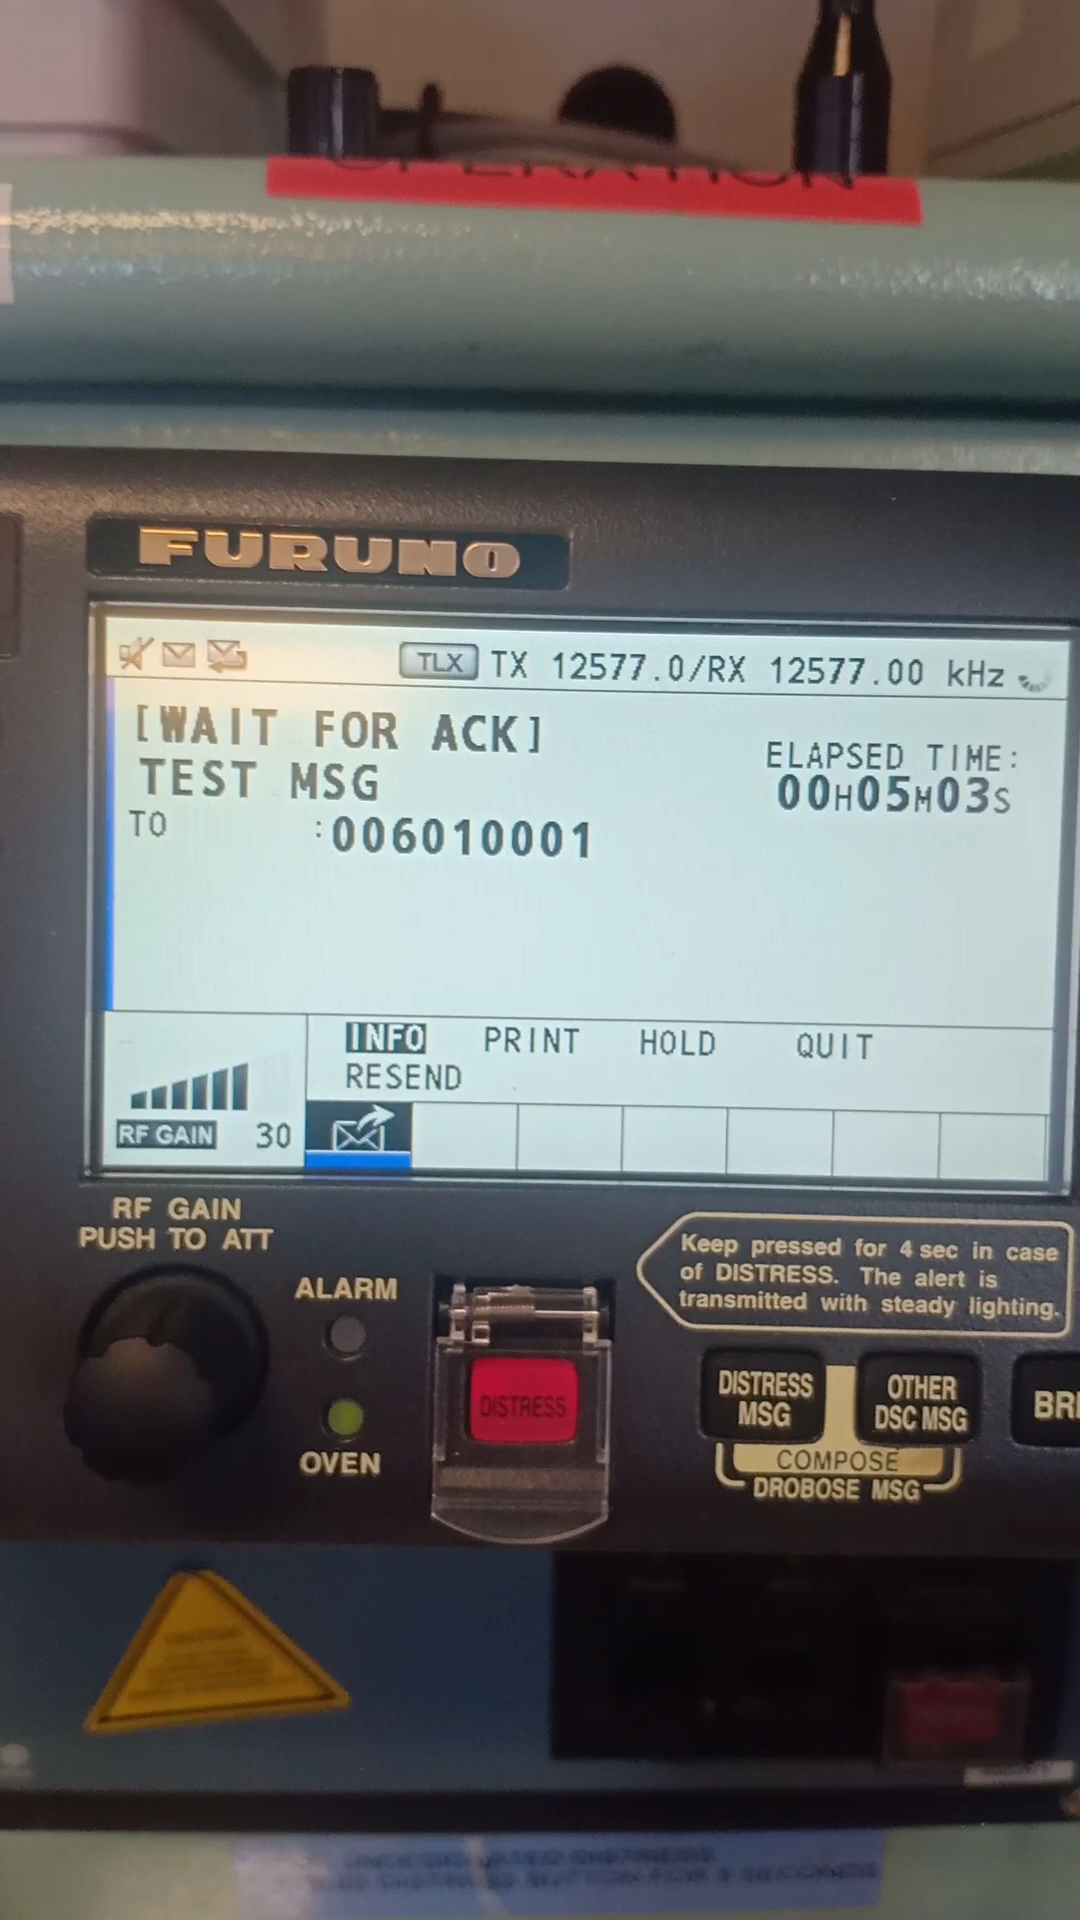 OPERATION
FURUNO
TLX TX 12577.0/RX 12577.00 kHz
[WAIT FOR ACK]
TEST MSG
ELAPSED TIME:
00H05M03S
TO :006010001
INFO PRINT HOLD QUIT
RESEND
RF GAIN 30
RF GAIN
PUSH TO ATT
ALARM
OVEN
DISTRESS
Keep pressed for 4 sec in case
of DISTRESS. The alert is
transmitted with steady lighting.
DISTRESS
MSG
OTHER
DSC MSG
BRI
COMPOSE
DROBOSE MSG